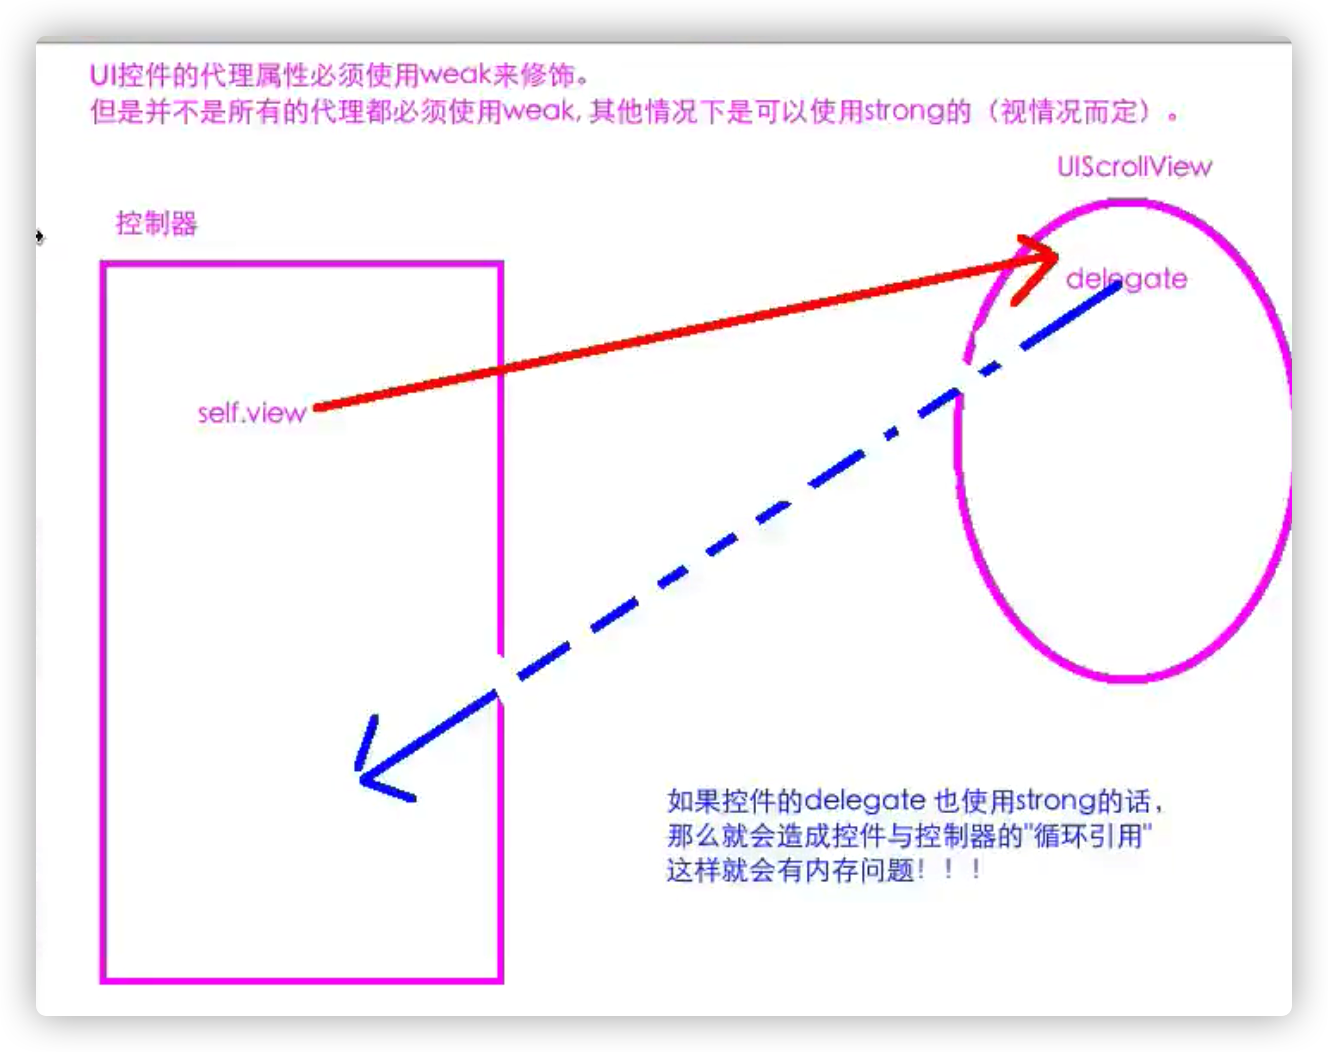 UI控件的代理属性必须使用weak来修饰。
但是并不是所有的代理都必须使用weak, 其他情况下是可以使用strong的（视情况而定）。
UIScrollView
控制器
delegate
self.view
如果控件的delegate 也使用strong的话，
那么就会造成控件与控制器的"循环引用"
这样就会有内存问题！！！